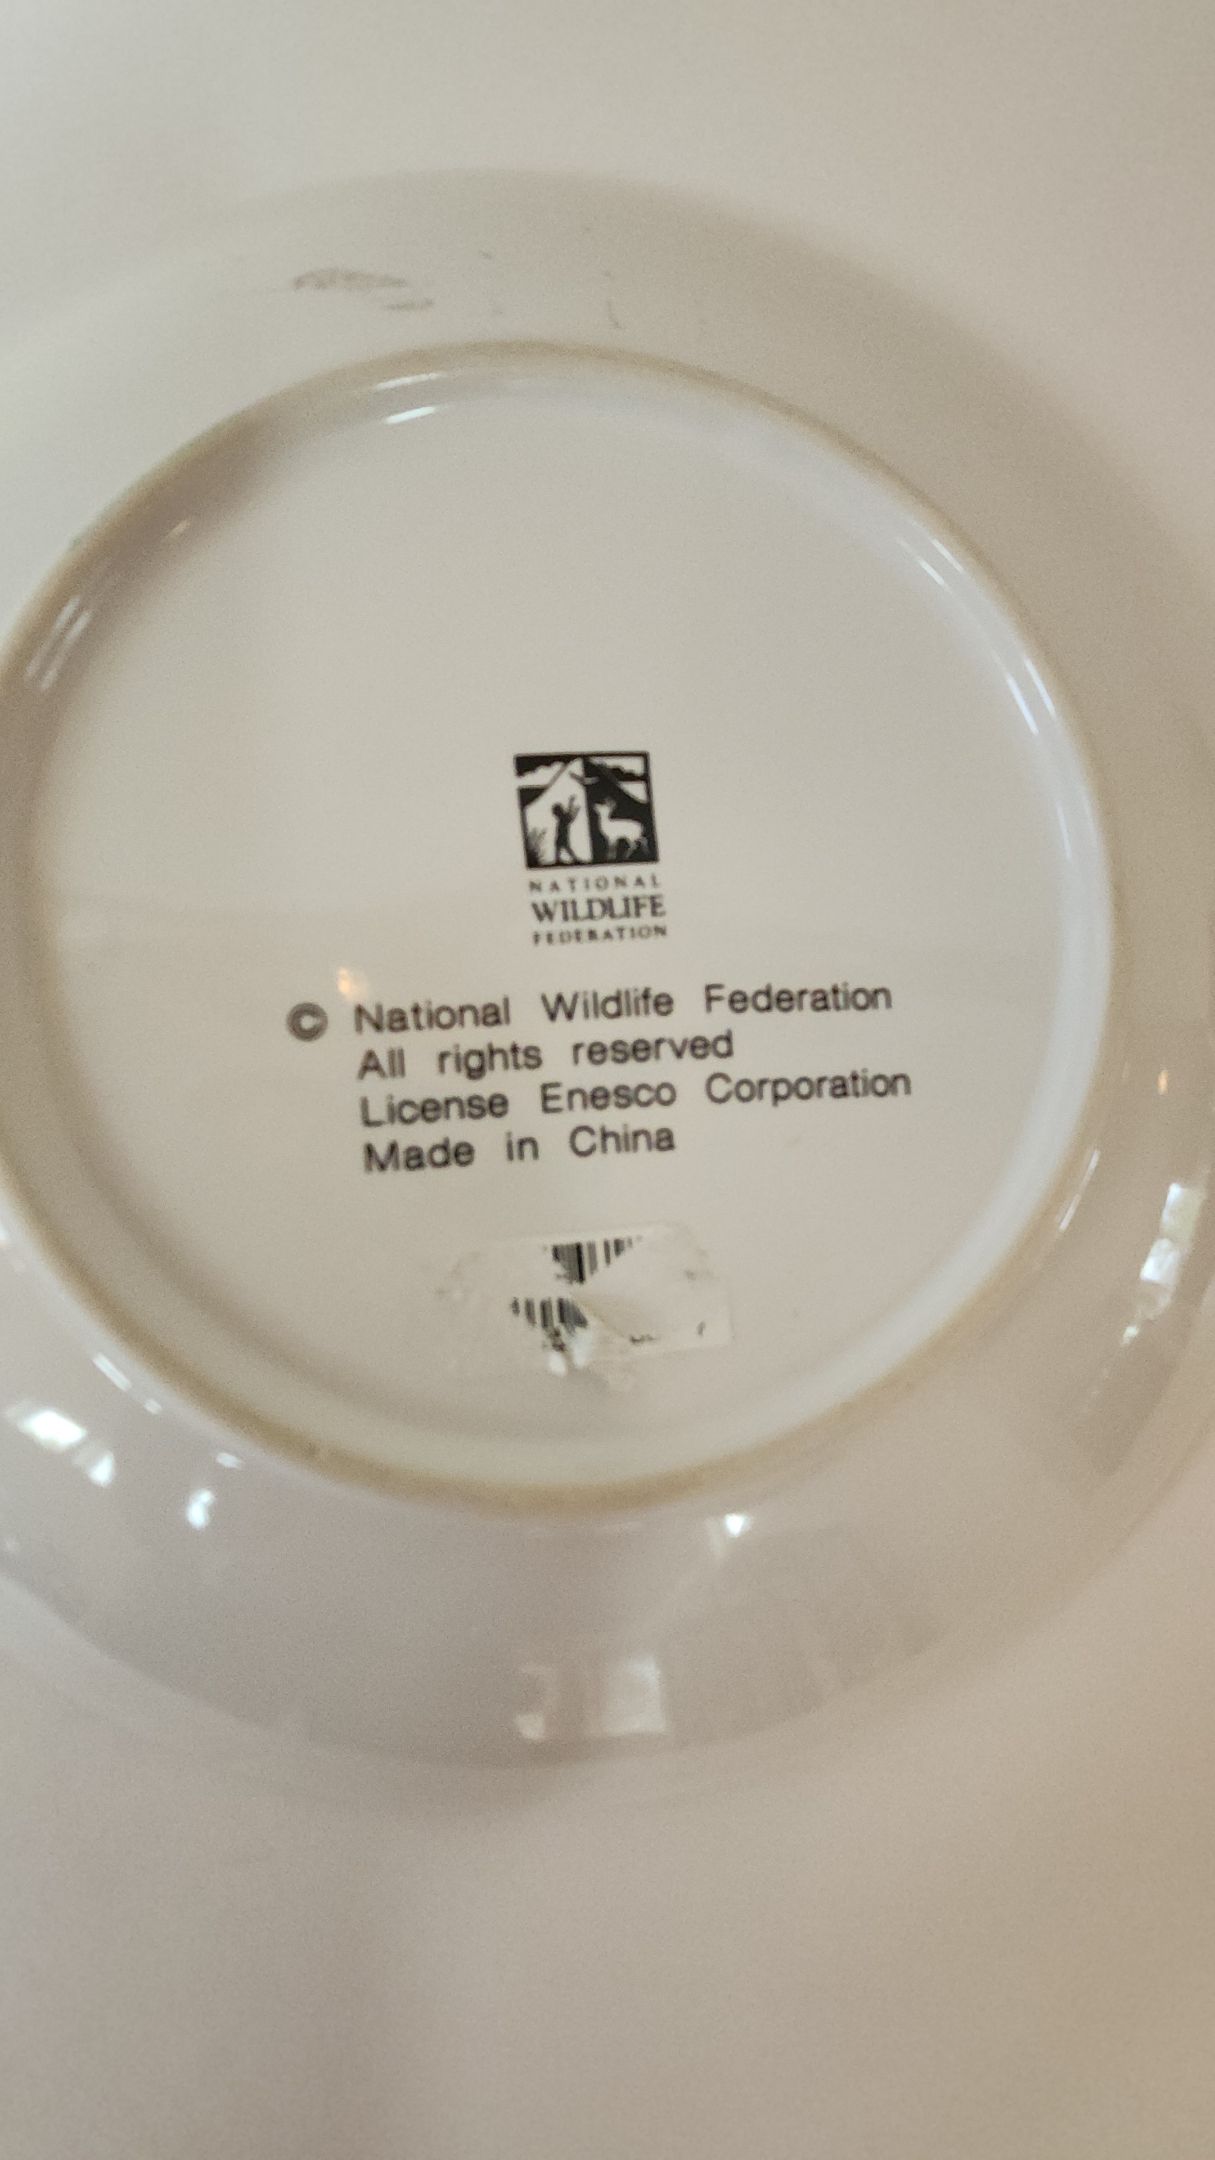 NATIONAL
WILDLIFE
FEDERATION
© National Wildlife Federation
All rights reserved
License Enesco Corporation
Made in China